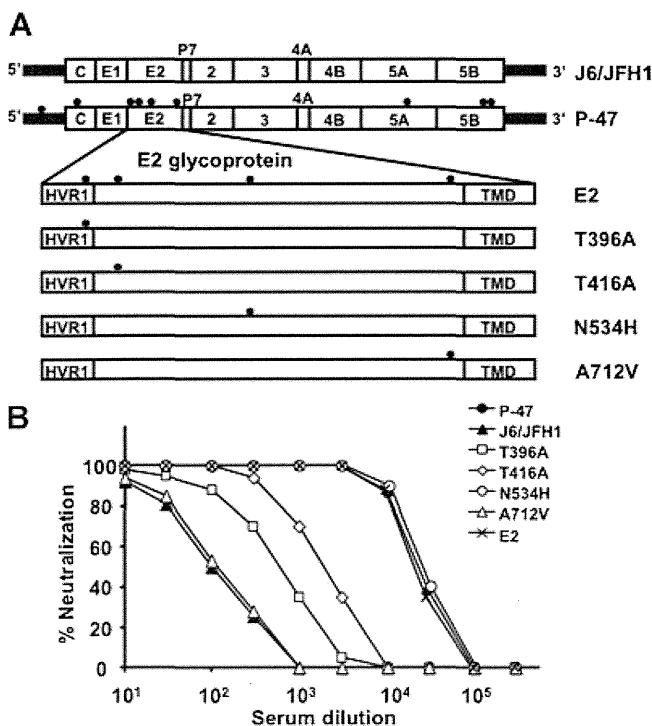 A
P7 4A
5' C E1 E2 2 3 4B 5A 5B 3' J6/JFH1
P7 4A
5' C E1 E2 2 3 4B 5A 5B 3' P-47
E2 glycoprotein
HVR1 TMD E2
HVR1 TMD T396A
HVR1 TMD T416A
HVR1 TMD N534H
HVR1 TMD A712V
B
P-47
J6/JFH1
T396A
T416A
N534H
A712V
E2
% Neutralization
100
80
60
40
20
0
10¹ 10² 10³ 10⁴ 10⁵
Serum dilution